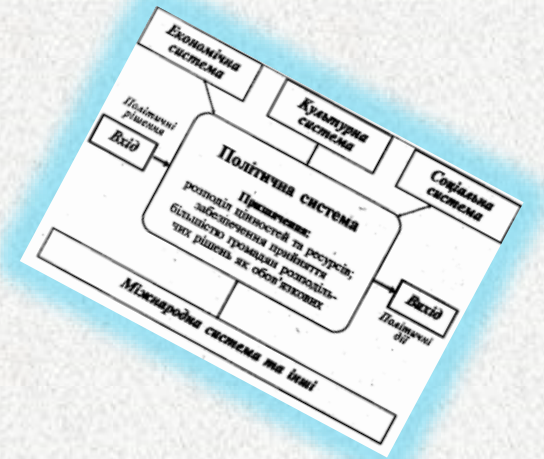 Економічна
система
Культурна
система
Соціальна
система
Політичні
рішення
Вхід
Політична система
Призначення:
розподіл цінностей та ресурсів;
забезпечення прийняття
більшістю громадян розподіль-
чих рішень як обов'язкових
Вихід
Політичні
дії
Міжнародна система та інші